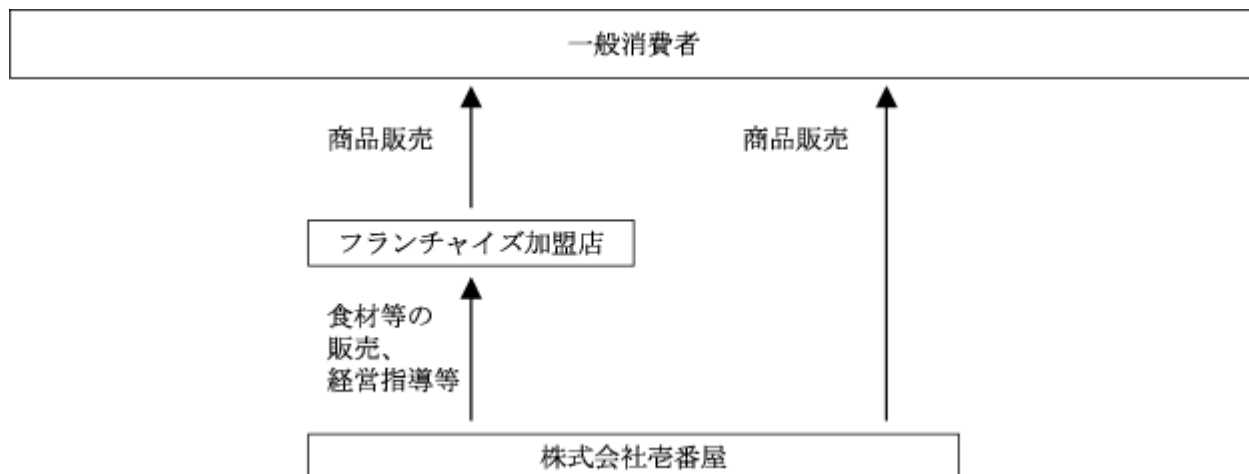 一般消費者
商品販売
商品販売
フランチャイズ加盟店
食材等の
販売、
経営指導等
株式会社壱番屋